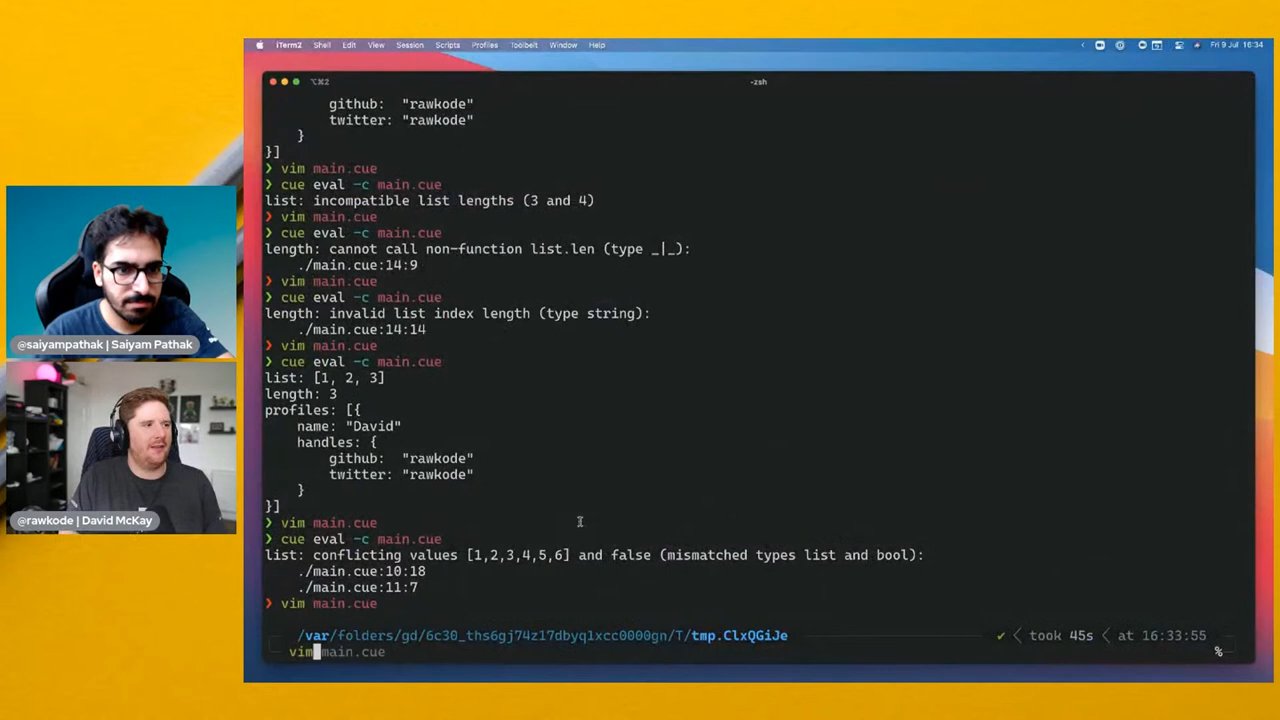 iTerm2 Shell Edit View Session Scripts Profiles Toolbelt Window Help
Fri 9 Jul 16:34
⌥⌘2
-zsh
github: "rawkode"
twitter: "rawkode"
}
}]
❯ vim main.cue
❯ cue eval -c main.cue
list: incompatible list lengths (3 and 4)
❯ vim main.cue
❯ cue eval -c main.cue
length: cannot call non-function list.len (type _|_):
./main.cue:14:9
❯ vim main.cue
❯ cue eval -c main.cue
length: invalid list index length (type string):
./main.cue:14:14
❯ vim main.cue
❯ cue eval -c main.cue
list: [1, 2, 3]
length: 3
profiles: [{
name: "David"
handles: {
github: "rawkode"
twitter: "rawkode"
}
}]
❯ vim main.cue
❯ cue eval -c main.cue
list: conflicting values [1,2,3,4,5,6] and false (mismatched types list and bool):
./main.cue:10:18
./main.cue:11:7
❯ vim main.cue
/var/folders/gd/6c30_ths6gj74z17dbyq1xcc0000gn/T/tmp.ClxQGiJe
✔ took 45s at 16:33:55
vim main.cue
%
@saiyampathak | Saiyam Pathak
@rawkode | David McKay